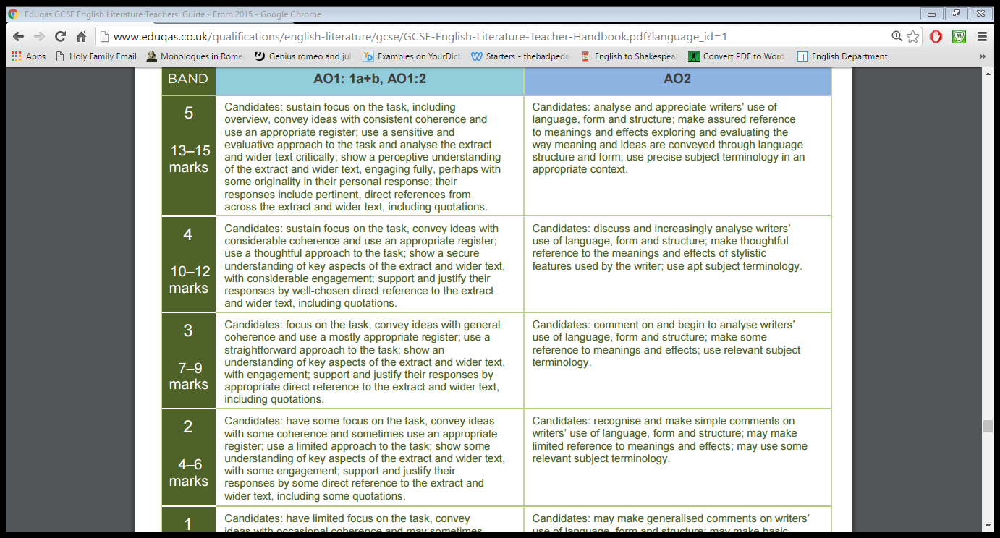 Eduqas GCSE English Literature Teachers' Guide - From 2015 - Google Chrome
www.eduqas.co.uk/qualifications/english-literature/gcse/GCSE-English-Literature-Teacher-Handbook.pdf?language_id=1
Apps Holy Family Email Monologues in Rome Genius romeo and juli Examples on YourDict Starters - thebadpeda English to Shakespear Convert PDF to Word English Department »
BAND AO1: 1a+b, AO1:2 AO2
5
13–15
marks
Candidates: sustain focus on the task, including
overview, convey ideas with consistent coherence and
use an appropriate register; use a sensitive and
evaluative approach to the task and analyse the extract
and wider text critically; show a perceptive understanding
of the extract and wider text, engaging fully, perhaps with
some originality in their personal response; their
responses include pertinent, direct references from
across the extract and wider text, including quotations.
Candidates: analyse and appreciate writers' use of
language, form and structure; make assured reference
to meanings and effects exploring and evaluating the
way meaning and ideas are conveyed through language
structure and form; use precise subject terminology in an
appropriate context.
4
10–12
marks
Candidates: sustain focus on the task, convey ideas with
considerable coherence and use an appropriate register;
use a thoughtful approach to the task; show a secure
understanding of key aspects of the extract and wider text,
with considerable engagement; support and justify their
responses by well-chosen direct reference to the extract
and wider text, including quotations.
Candidates: discuss and increasingly analyse writers'
use of language, form and structure; make thoughtful
reference to the meanings and effects of stylistic
features used by the writer; use apt subject terminology.
3
7–9
marks
Candidates: focus on the task, convey ideas with general
coherence and use a mostly appropriate register; use a
straightforward approach to the task; show an
understanding of key aspects of the extract and wider text,
with engagement; support and justify their responses by
appropriate direct reference to the extract and wider text,
including quotations.
Candidates: comment on and begin to analyse writers'
use of language, form and structure; make some
reference to meanings and effects; use relevant subject
terminology.
2
4–6
marks
Candidates: have some focus on the task, convey ideas
with some coherence and sometimes use an appropriate
register; use a limited approach to the task; show some
understanding of key aspects of the extract and wider text,
with some engagement; support and justify their
responses by some direct reference to the extract and
wider text, including some quotations.
Candidates: recognise and make simple comments on
writers' use of language, form and structure; may make
limited reference to meanings and effects; may use some
relevant subject terminology.
1
Candidates: have limited focus on the task, convey
ideas with occasional coherence and may sometimes
Candidates: may make generalised comments on writers'
use of language, form and structure; may make basic